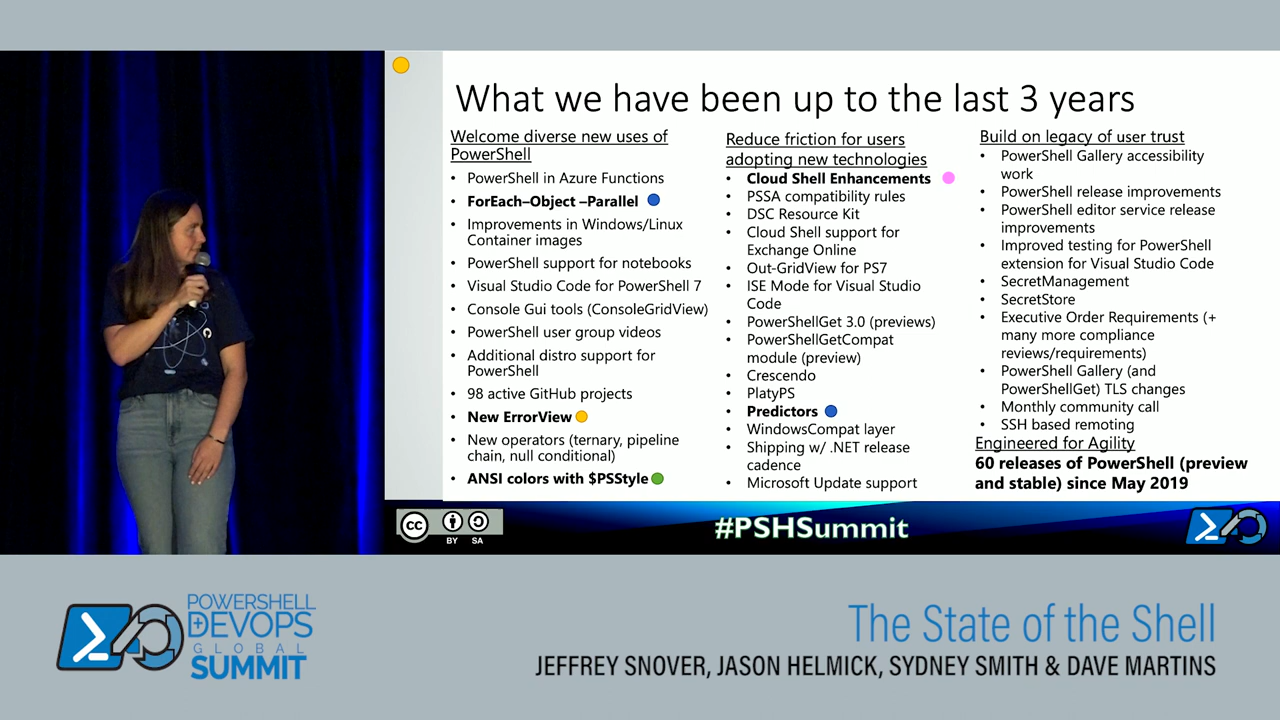 What we have been up to the last 3 years
Welcome diverse new uses of
PowerShell
• PowerShell in Azure Functions
• ForEach–Object –Parallel
• Improvements in Windows/Linux
Container images
• PowerShell support for notebooks
• Visual Studio Code for PowerShell 7
• Console Gui tools (ConsoleGridView)
• PowerShell user group videos
• Additional distro support for
PowerShell
• 98 active GitHub projects
• New ErrorView
• New operators (ternary, pipeline
chain, null conditional)
• ANSI colors with $PSStyle
Reduce friction for users
adopting new technologies
• Cloud Shell Enhancements
• PSSA compatibility rules
• DSC Resource Kit
• Cloud Shell support for
Exchange Online
• Out-GridView for PS7
• ISE Mode for Visual Studio
Code
• PowerShellGet 3.0 (previews)
• PowerShellGetCompat
module (preview)
• Crescendo
• PlatyPS
• Predictors
• WindowsCompat layer
• Shipping w/ .NET release
cadence
• Microsoft Update support
Build on legacy of user trust
• PowerShell Gallery accessibility
work
• PowerShell release improvements
• PowerShell editor service release
improvements
• Improved testing for PowerShell
extension for Visual Studio Code
• SecretManagement
• SecretStore
• Executive Order Requirements (+
many more compliance
reviews/requirements)
• PowerShell Gallery (and
PowerShellGet) TLS changes
• Monthly community call
• SSH based remoting
Engineered for Agility
60 releases of PowerShell (preview
and stable) since May 2019
cc
BY SA
#PSHSummit
POWERSHELL
+DEVOPS
GLOBAL
SUMMIT
The State of the Shell
JEFFREY SNOVER, JASON HELMICK, SYDNEY SMITH & DAVE MARTINS